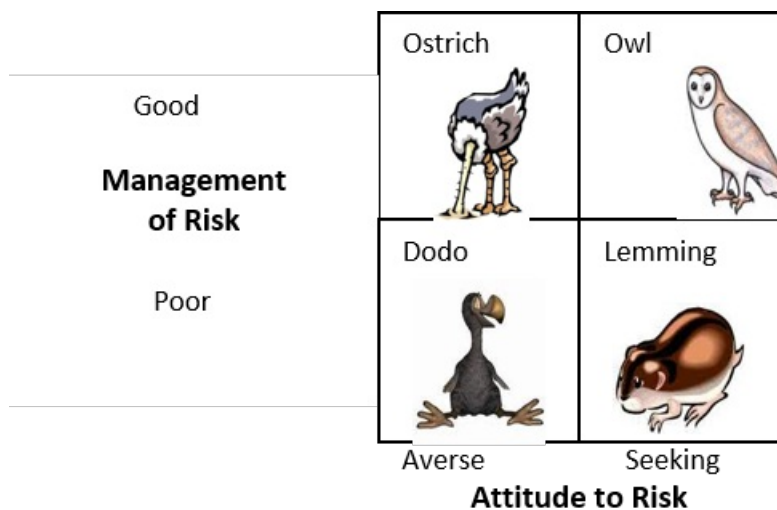 Ostrich
Owl
Good
Management
of Risk
Dodo
Lemming
Poor
Averse
Seeking
Attitude to Risk